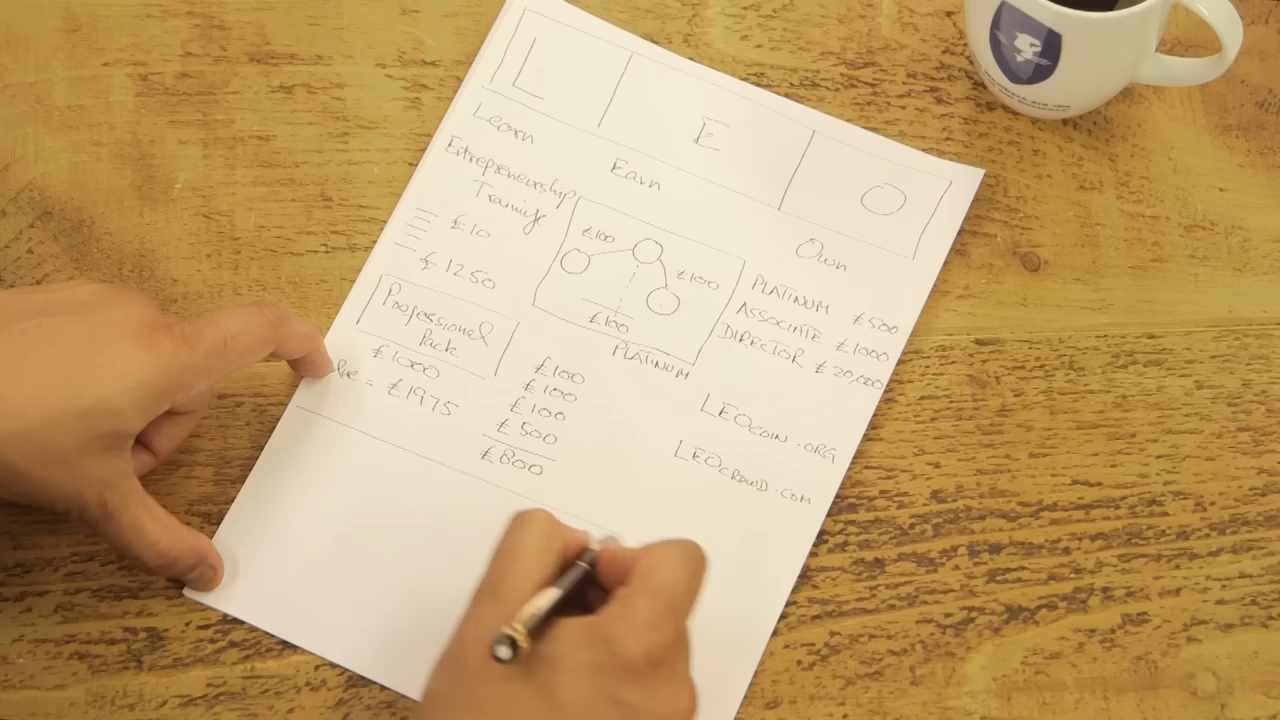 L E O
Learn
Entrepreneurship
Training
£10
£1250
Professional
Pack
£1000
= £1975
Earn
£100
£100
£100
PLATINUM
£100
£100
£100
£500
£800
Own
PLATINUM £500
ASSOCIATE £1000
DIRECTOR £20,000
LEOCOIN.ORG
LEOCROWD.COM